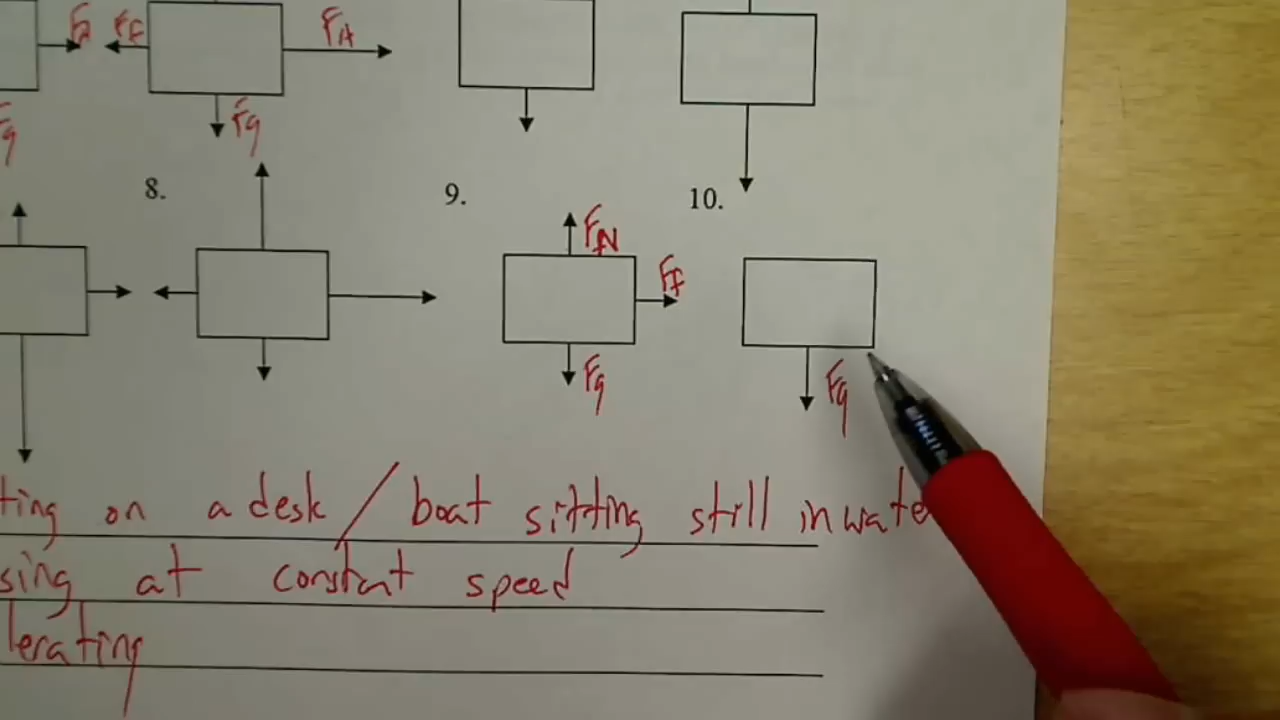 FA Ff FA
Fg Fg
8. 9. 10.
FN Ff
Fg Fg
ting on a desk / boat sitting still in wate
sing at constant speed
lerating